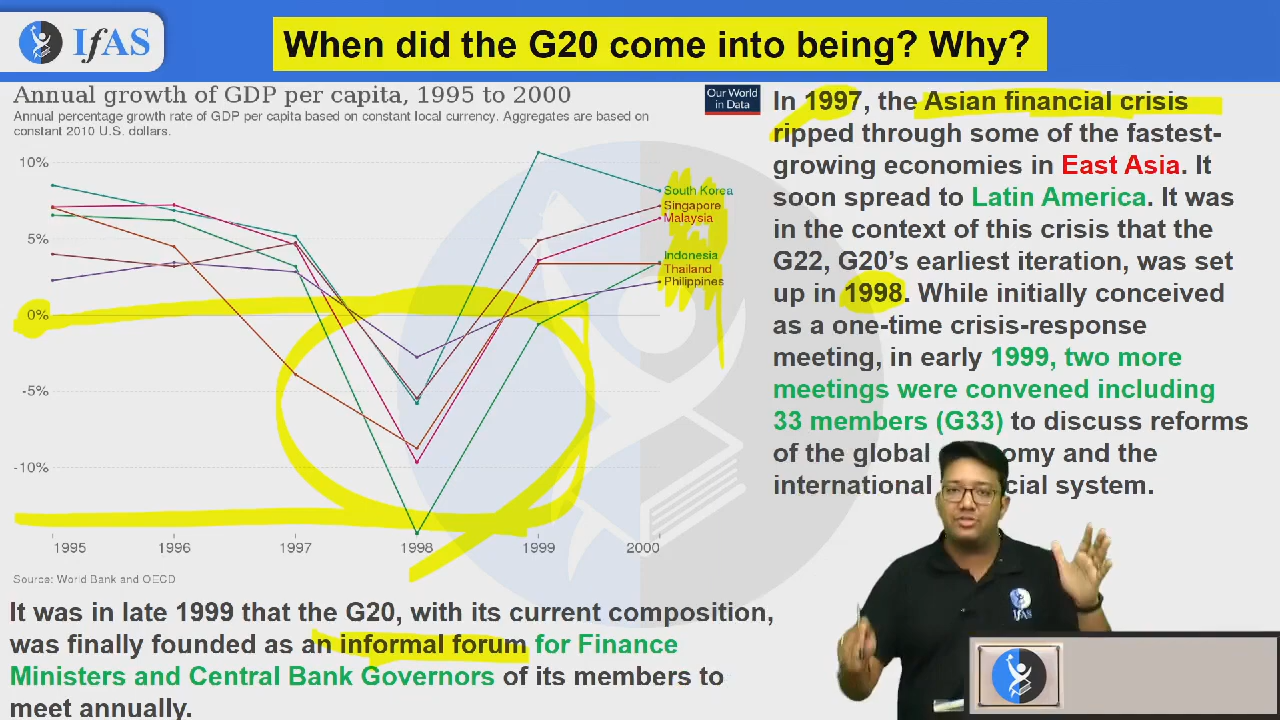 IfAS
When did the G20 come into being? Why?
Annual growth of GDP per capita, 1995 to 2000
Annual percentage growth rate of GDP per capita based on constant local currency. Aggregates are based on
constant 2010 U.S. dollars.
Our World
in Data
10%
5%
0%
-5%
-10%
South Korea
Singapore
Malaysia
Indonesia
Thailand
Philippines
1995
1996
1997
1998
1999
2000
Source: World Bank and OECD
In 1997, the Asian financial crisis
ripped through some of the fastest-
growing economies in East Asia. It
soon spread to Latin America. It was
in the context of this crisis that the
G22, G20’s earliest iteration, was set
up in 1998. While initially conceived
as a one-time crisis-response
meeting, in early 1999, two more
meetings were convened including
33 members (G33) to discuss reforms
of the global omy and the
international cial system.
It was in late 1999 that the G20, with its current composition,
was finally founded as an informal forum for Finance
Ministers and Central Bank Governors of its members to
meet annually.
IfAS